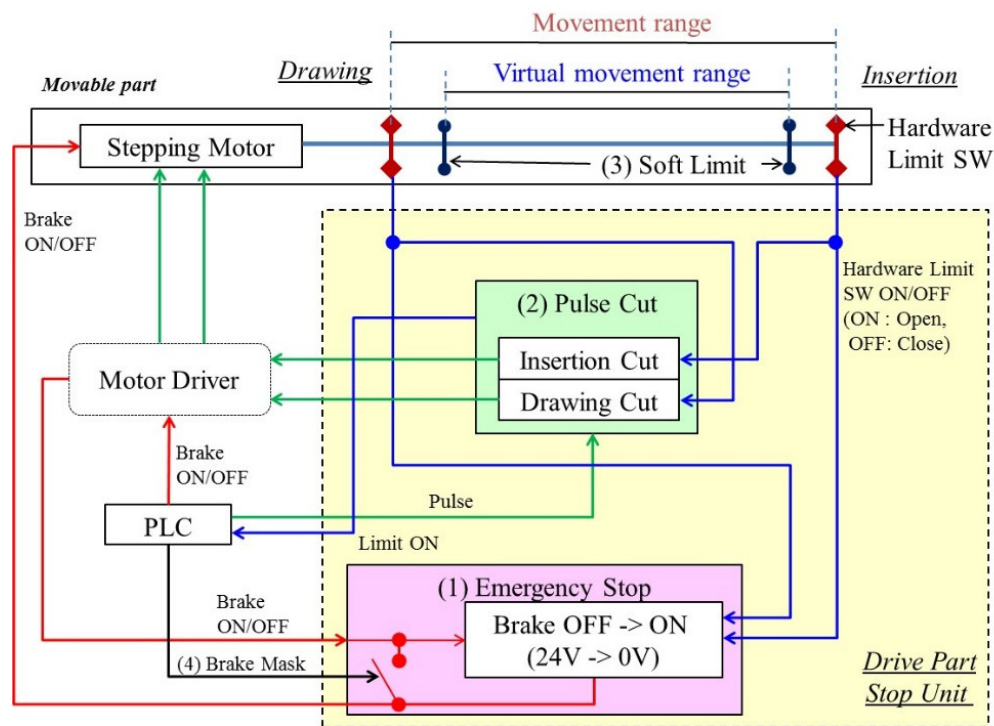 Movement range
Drawing
Virtual movement range
Insertion
Movable part
Stepping Motor
(3) Soft Limit
Hardware
Limit SW
Brake
ON/OFF
Hardware Limit
SW ON/OFF
(ON : Open,
OFF: Close)
(2) Pulse Cut
Insertion Cut
Drawing Cut
Motor Driver
Brake
ON/OFF
Pulse
PLC
Limit ON
(1) Emergency Stop
Brake
ON/OFF
Brake OFF -> ON
(24V -> 0V)
(4) Brake Mask
Drive Part
Stop Unit